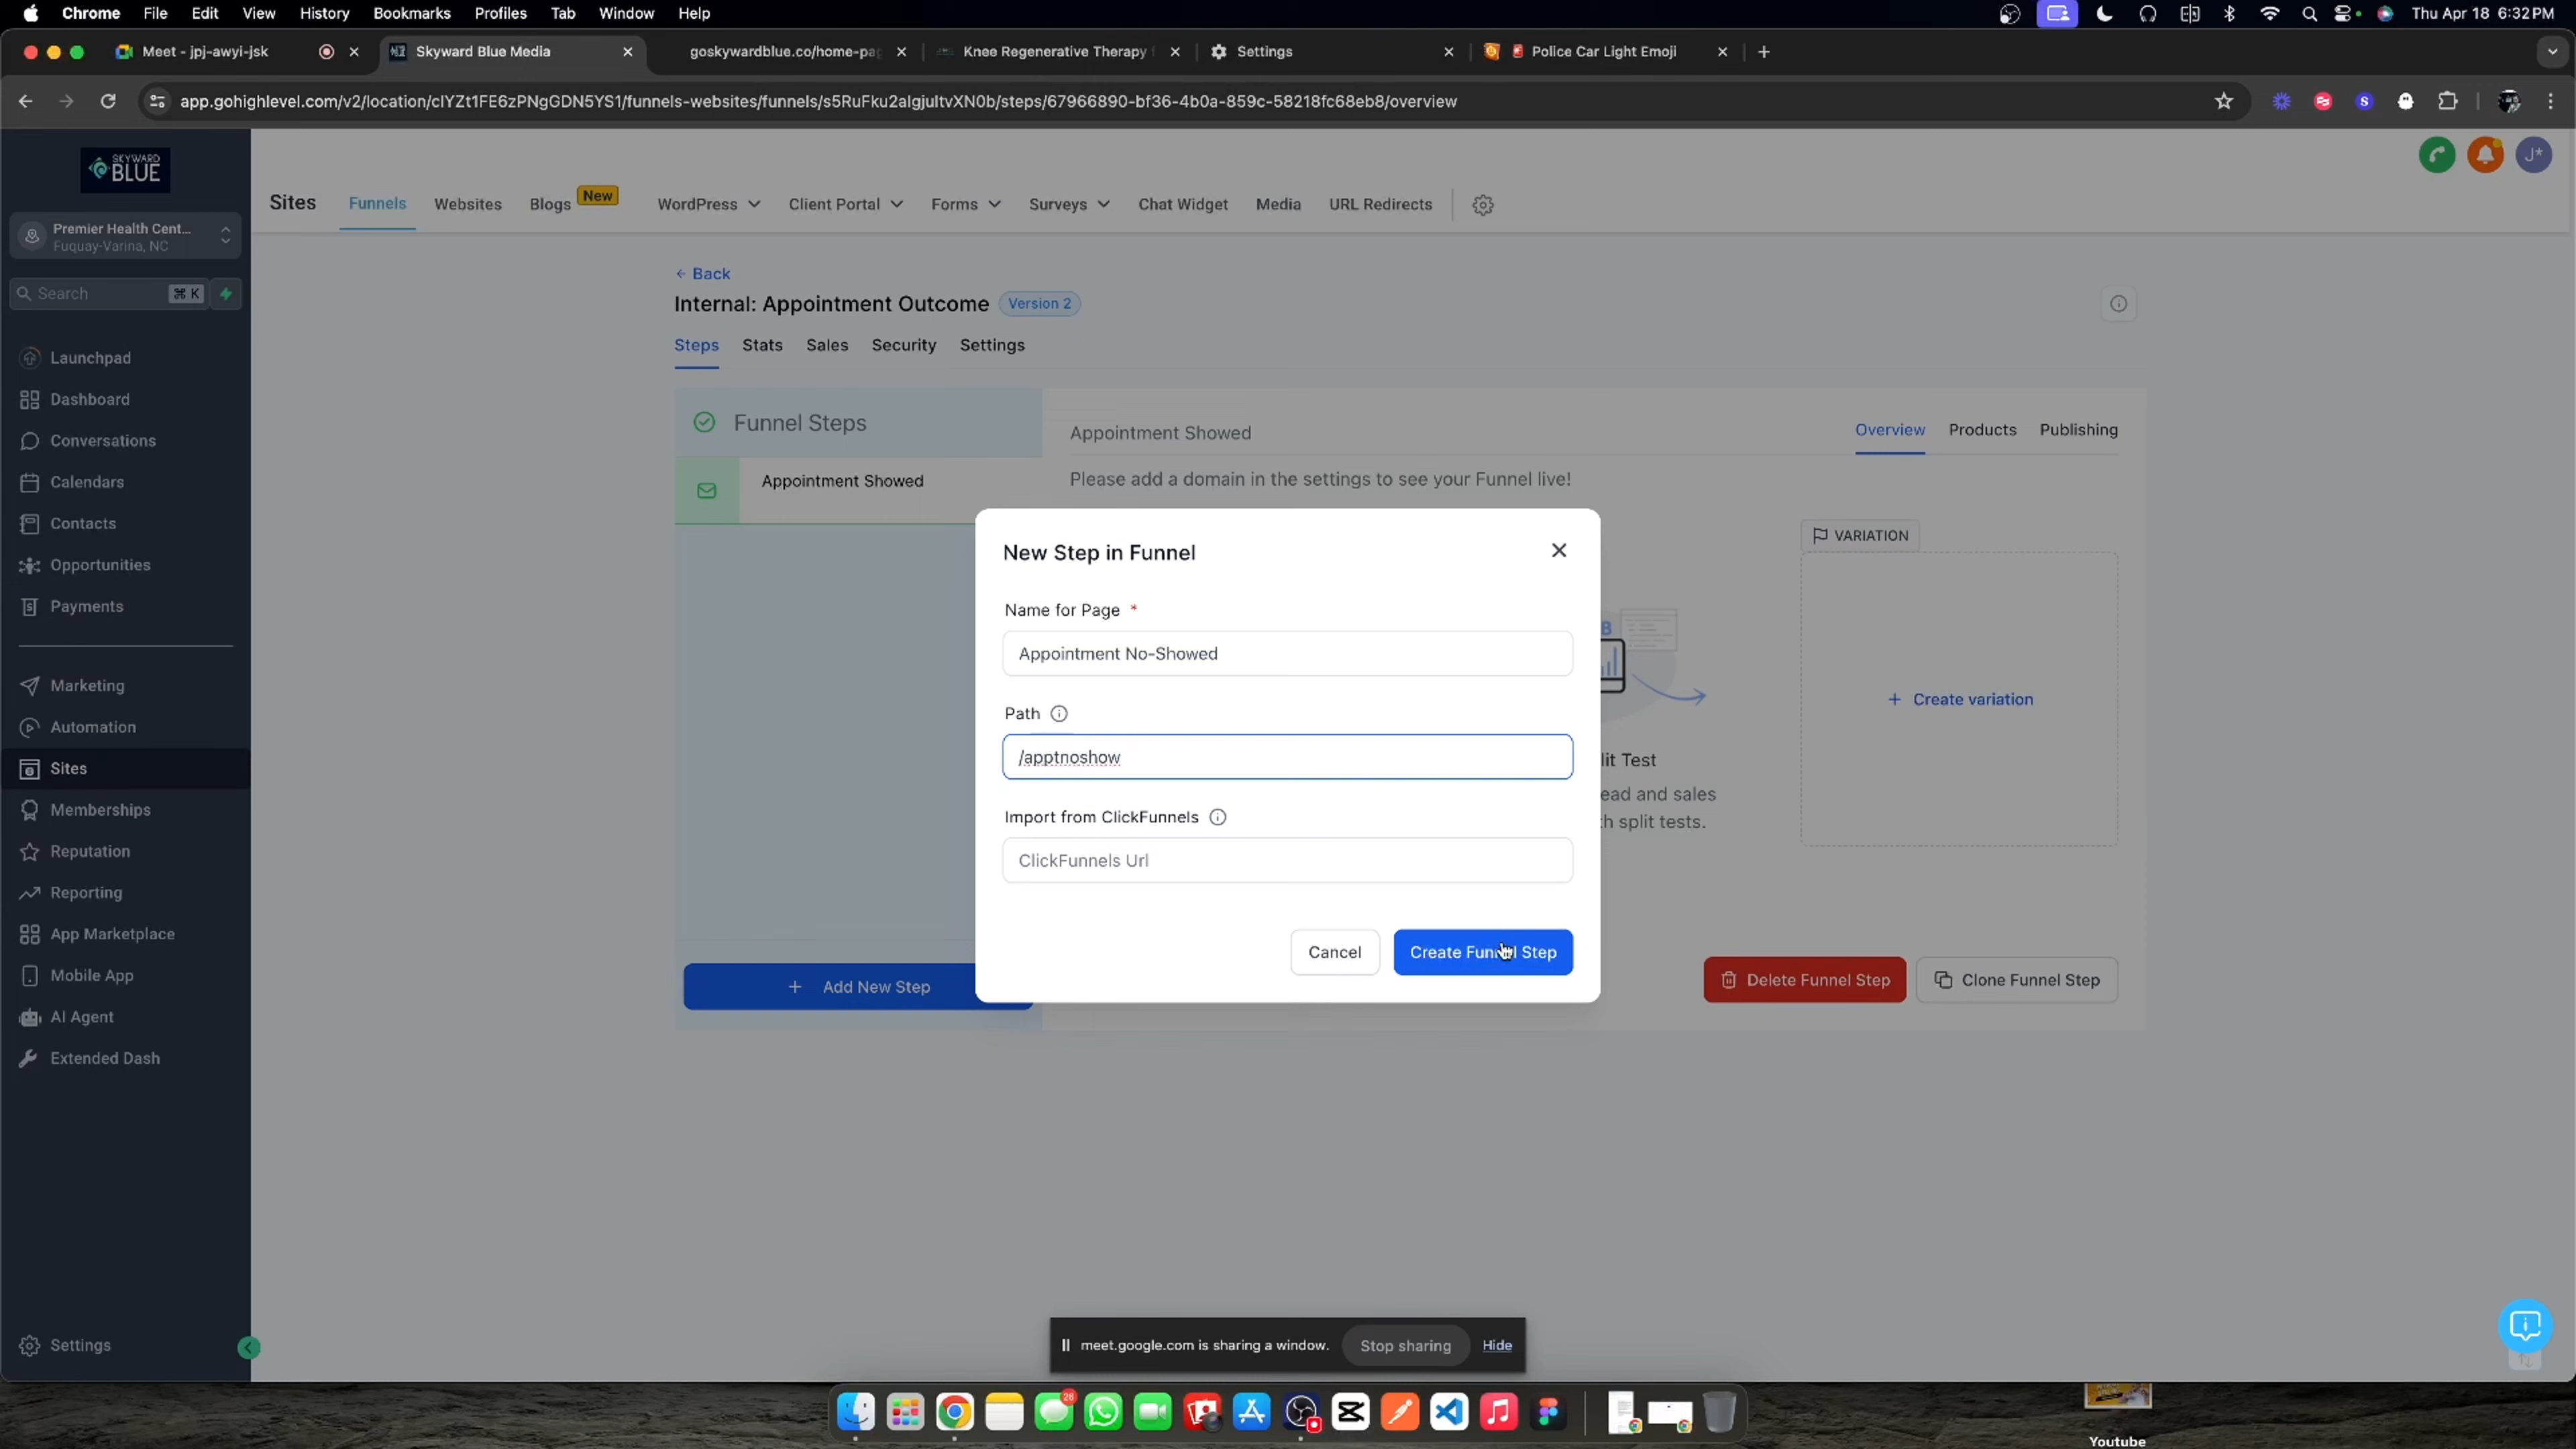 Chrome File Edit View History Bookmarks Profiles Tab Window Help Thu Apr 18 6:32 PM
Meet - jpj-awyi-jsk Skyward Blue Media goskywardblue.co/home-pag Knee Regenerative Therapy Settings Police Car Light Emoji
app.gohighlevel.com/v2/location/clYZt1FE6zPNgGDN5YS1/funnels-websites/funnels/s5RuFku2algjultvXN0b/steps/67966890-bf36-4b0a-859c-58218fc68eb8/overview
SKYWARD
BLUE
Sites Funnels Websites Blogs New WordPress Client Portal Forms Surveys Chat Widget Media URL Redirects
J*
Premier Health Cent...
Fuquay-Varina, NC
Search ⌘ K
Launchpad
Dashboard
Conversations
Calendars
Contacts
Opportunities
Payments
Marketing
Automation
Sites
Memberships
Reputation
Reporting
App Marketplace
Mobile App
AI Agent
Extended Dash
Settings
← Back
Internal: Appointment Outcome Version 2
Steps Stats Sales Security Settings
Funnel Steps
Appointment Showed
+ Add New Step
Appointment Showed
Overview Products Publishing
Please add a domain in the settings to see your Funnel live!
VARIATION
+ Create variation
B
lit Test
ead and sales
h split tests.
Delete Funnel Step Clone Funnel Step
New Step in Funnel
Name for Page *
Appointment No-Showed
Path
/apptnoshow
Import from ClickFunnels
ClickFunnels Url
Cancel Create Funnel Step
meet.google.com is sharing a window. Stop sharing Hide
28
Youtube